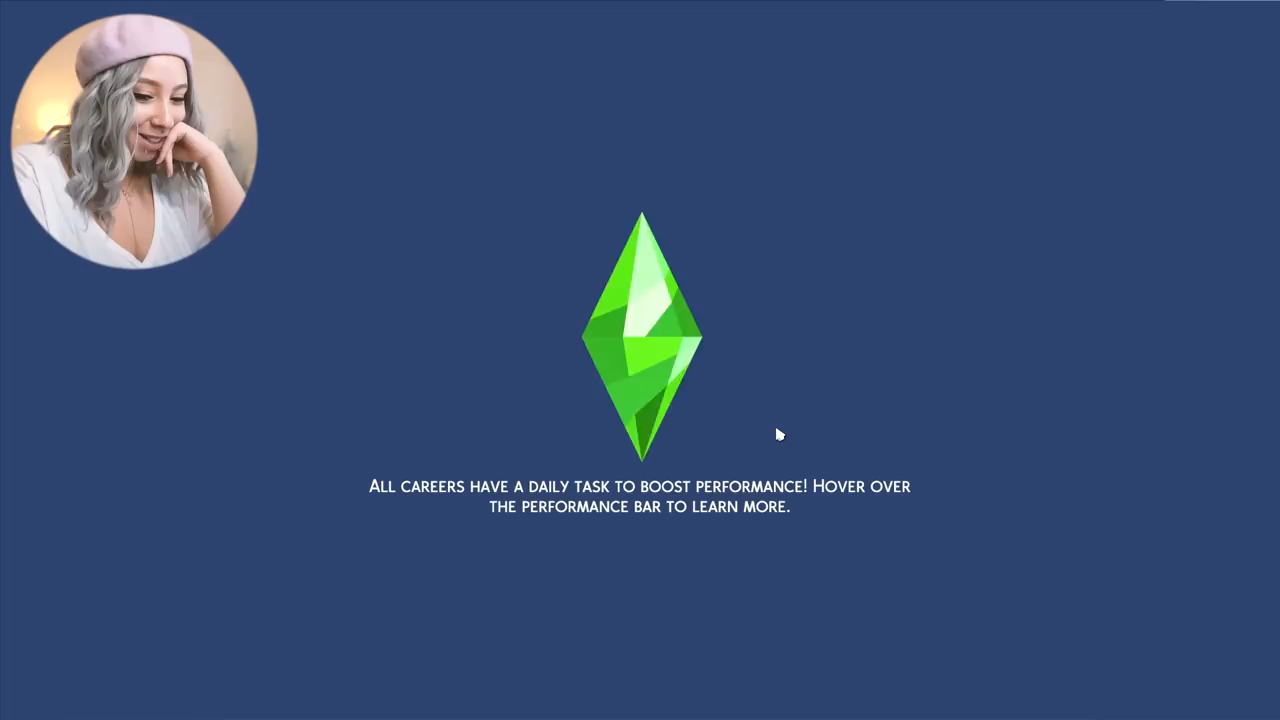 All careers have a daily task to boost performance! Hover over
the performance bar to learn more.